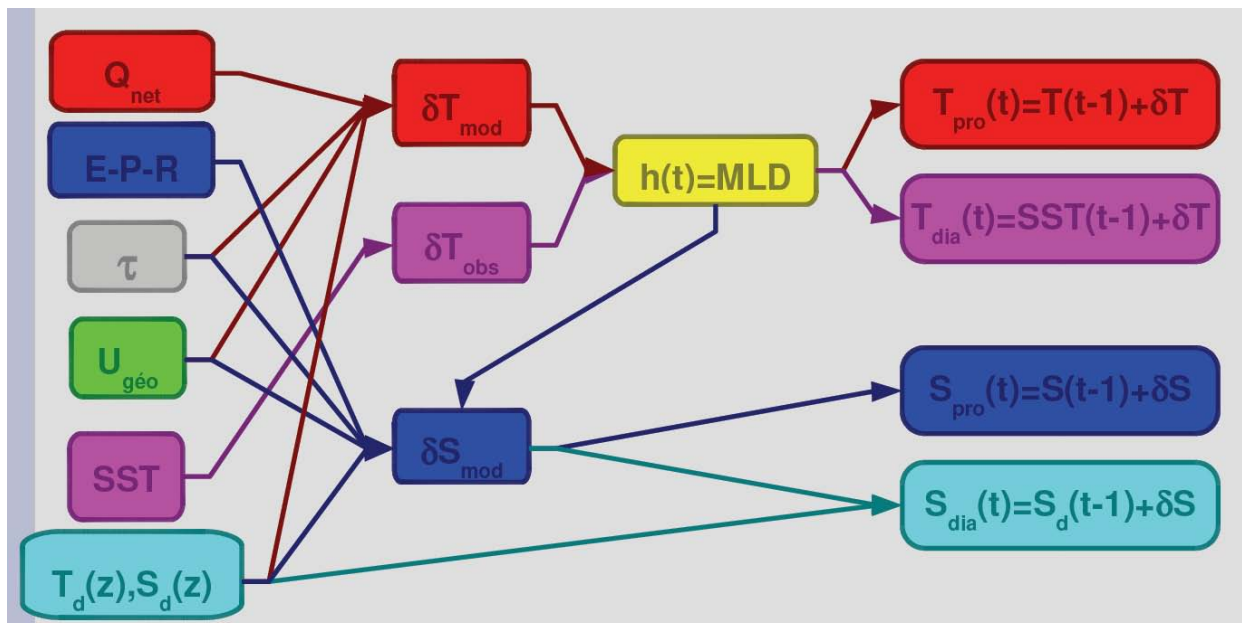 Q_net
E-P-R
τ
U_géo
SST
T_d(z),S_d(z)
δT_mod
δT_obs
δS_mod
h(t)=MLD
T_pro(t)=T(t-1)+δT
T_dia(t)=SST(t-1)+δT
S_pro(t)=S(t-1)+δS
S_dia(t)=S_d(t-1)+δS